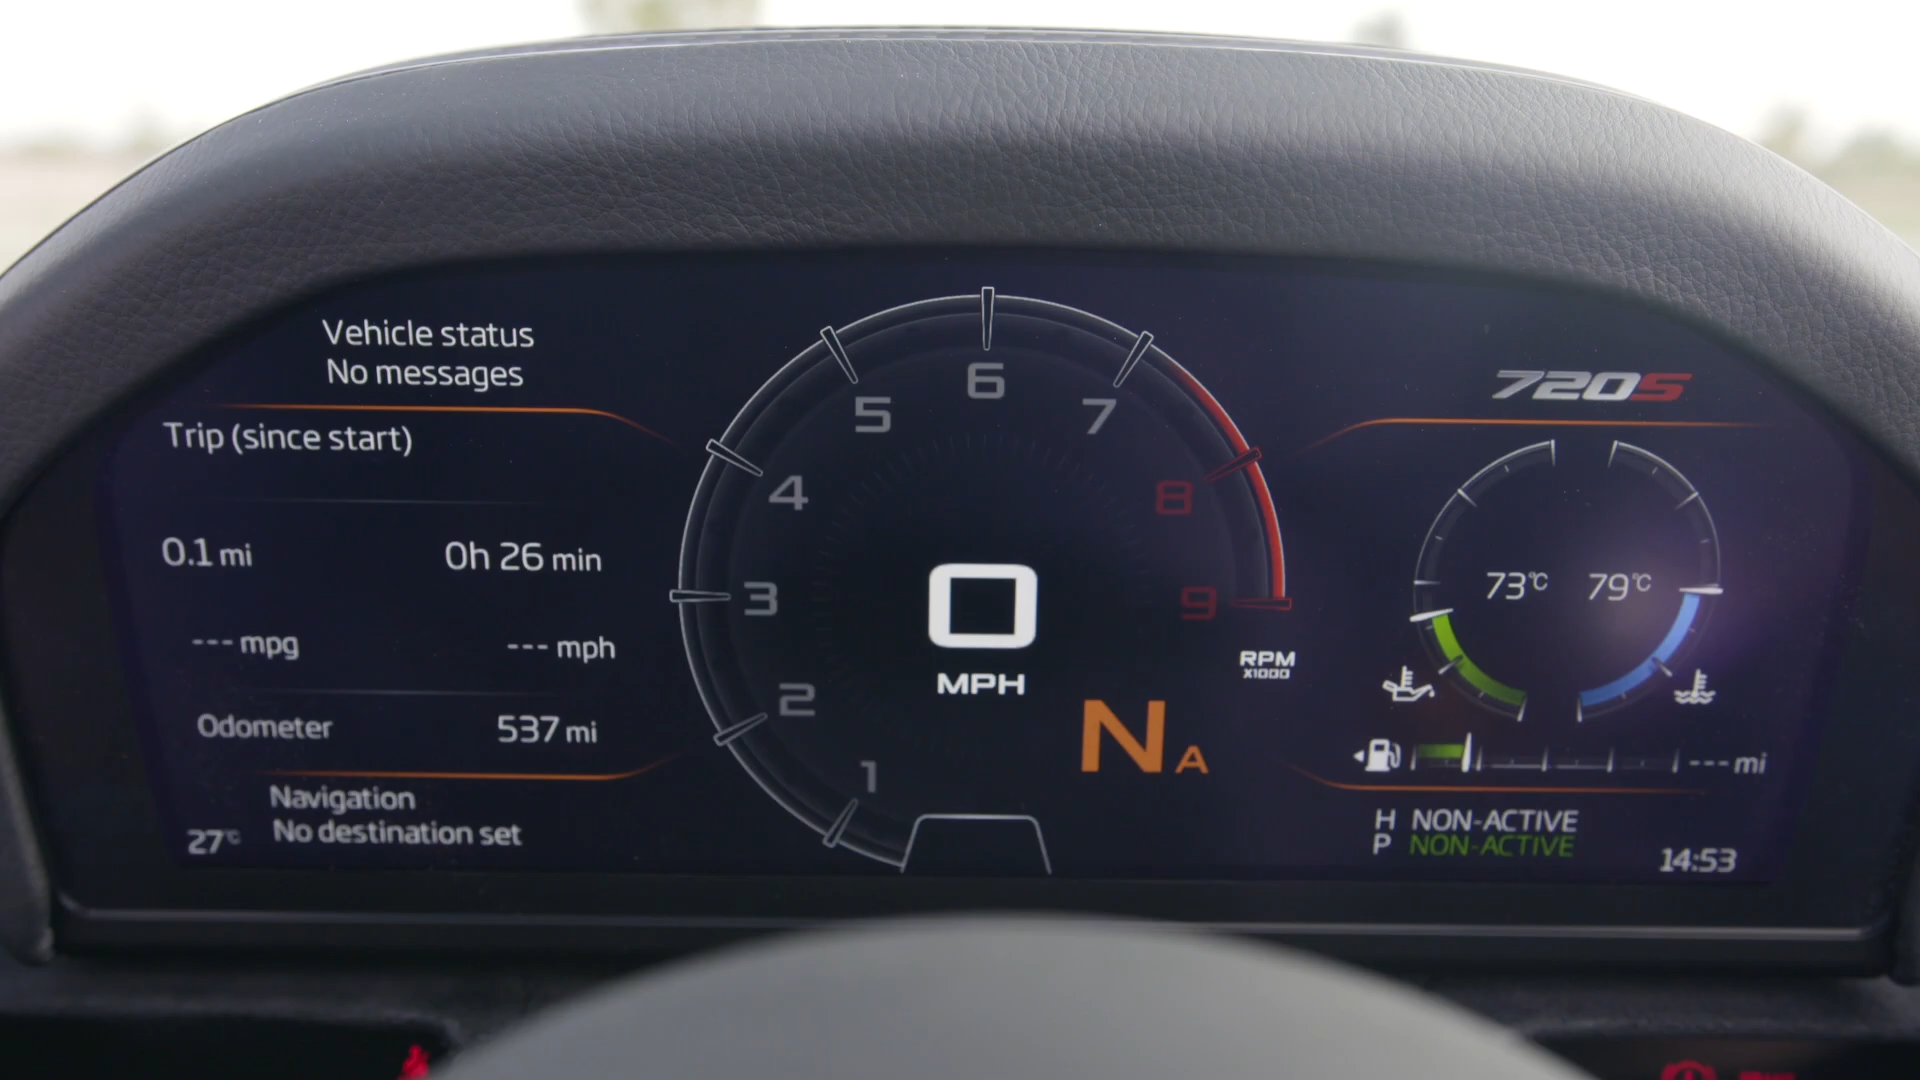 Vehicle status
No messages
Trip (since start)
0.1 mi 0h 26 min
--- mpg --- mph
Odometer 537 mi
Navigation
No destination set
27°C
1
2
3
4
5
6
7
8
9
0
MPH
RPM
X1000
N A
720S
73°C 79°C
--- mi
H NON-ACTIVE
P NON-ACTIVE
14:53